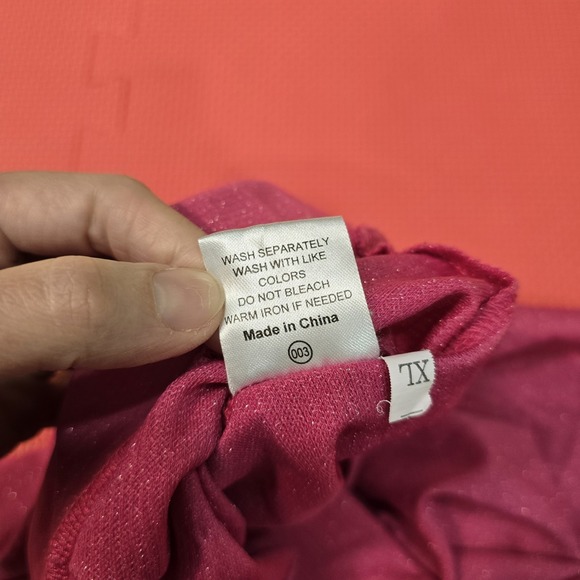 WASH SEPARATELY
WASH WITH LIKE
COLORS
DO NOT BLEACH
WARM IRON IF NEEDED
Made in China
003
XL